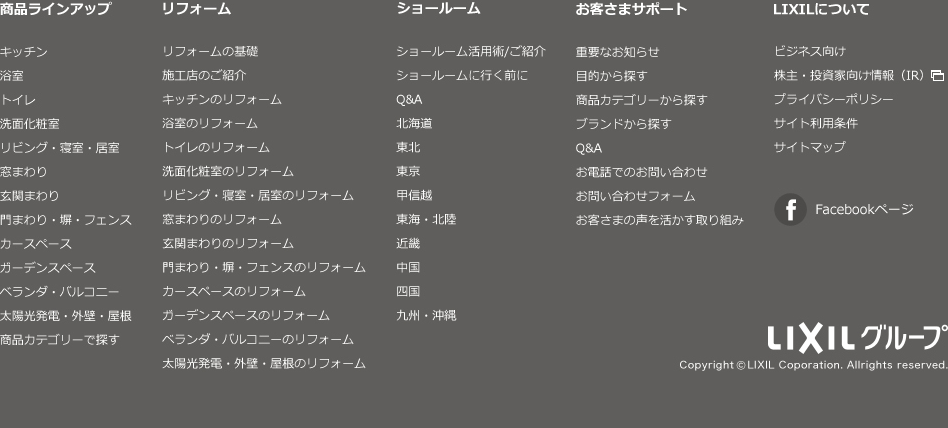 商品ラインアップ
キッチン
浴室
トイレ
洗面化粧室
リビング・寝室・居室
窓まわり
玄関まわり
門まわり・塀・フェンス
カースペース
ガーデンスペース
ベランダ・バルコニー
太陽光発電・外壁・屋根
商品カテゴリーで探す
リフォーム
リフォームの基礎
施工店のご紹介
キッチンのリフォーム
浴室のリフォーム
トイレのリフォーム
洗面化粧室のリフォーム
リビング・寝室・居室のリフォーム
窓まわりのリフォーム
玄関まわりのリフォーム
門まわり・塀・フェンスのリフォーム
カースペースのリフォーム
ガーデンスペースのリフォーム
ベランダ・バルコニーのリフォーム
太陽光発電・外壁・屋根のリフォーム
ショールーム
ショールーム活用術/ご紹介
ショールームに行く前に
Q&A
北海道
東北
東京
甲信越
東海・北陸
近畿
中国
四国
九州・沖縄
お客さまサポート
重要なお知らせ
目的から探す
商品カテゴリーから探す
ブランドから探す
Q&A
お電話でのお問い合わせ
お問い合わせフォーム
お客さまの声を活かす取り組み
LIXILについて
ビジネス向け
株主・投資家向け情報（IR）
プライバシーポリシー
サイト利用条件
サイトマップ
f Facebookページ
LIXILグループ
Copyright © LIXIL Coporation. Allrights reserved.